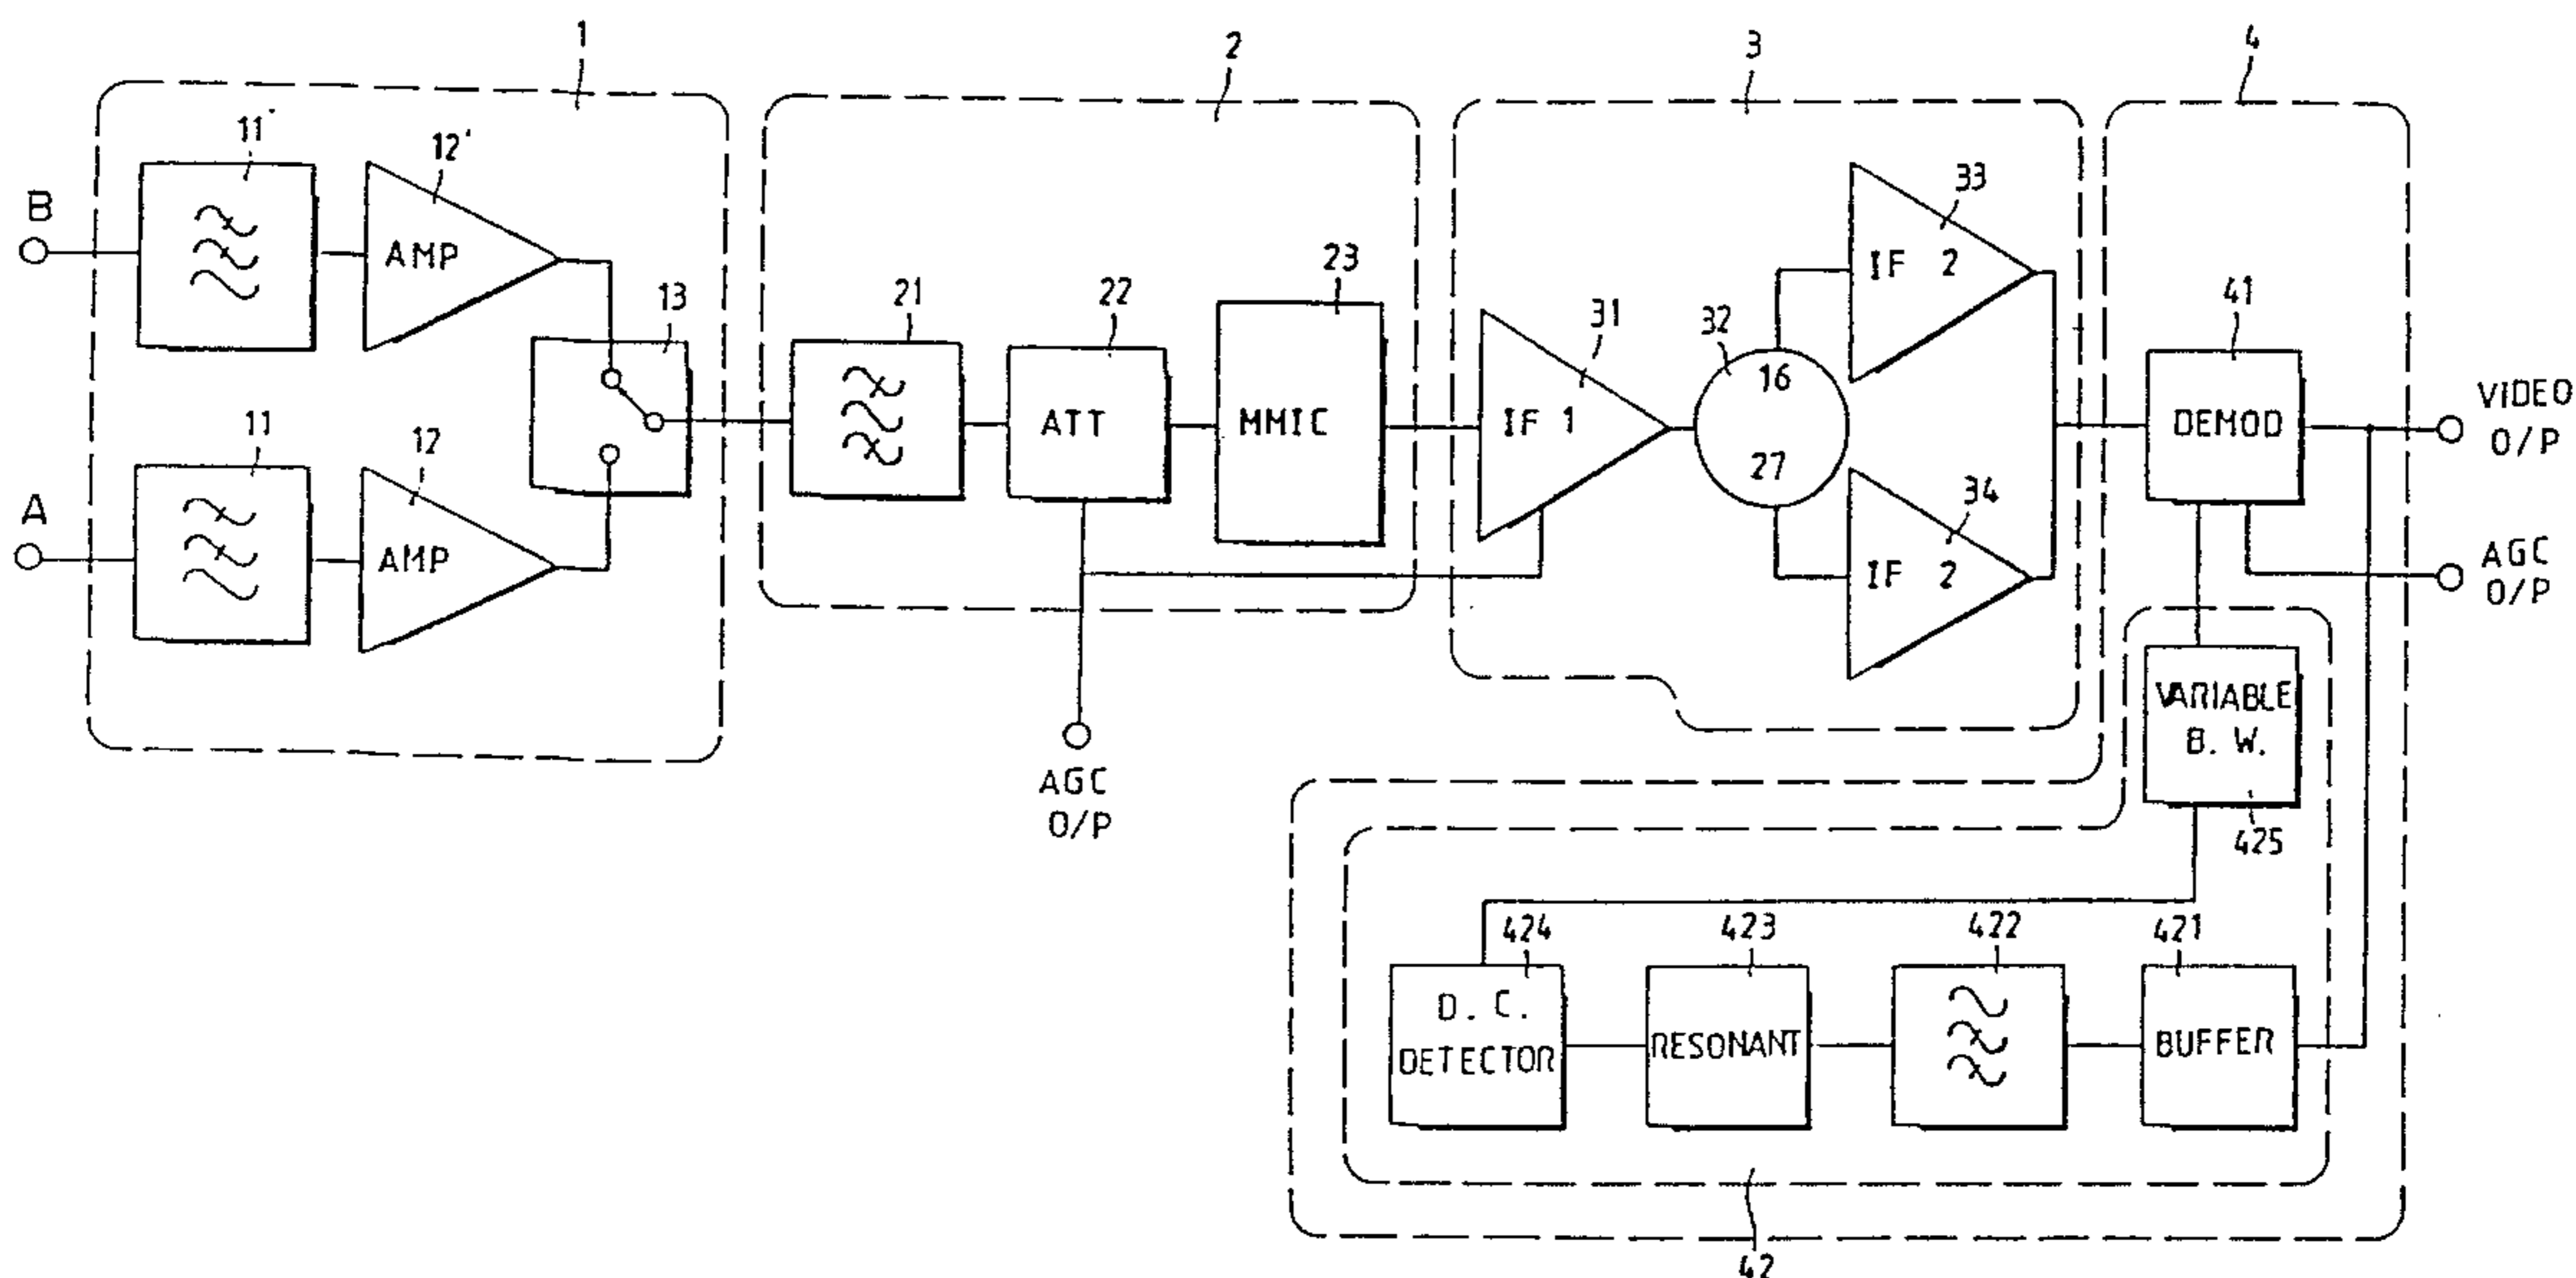 1
2
3
4
11'
12'
B
AMP
13
11
12
A
AMP
21
22
23
ATT
MMIC
AGC
O/P
31
32
33
34
IF 1
16
27
IF 2
IF 2
41
DEMOD
VIDEO
O/P
AGC
O/P
VARIABLE
B. W.
425
424
423
422
421
D. C.
DETECTOR
RESONANT
BUFFER
42